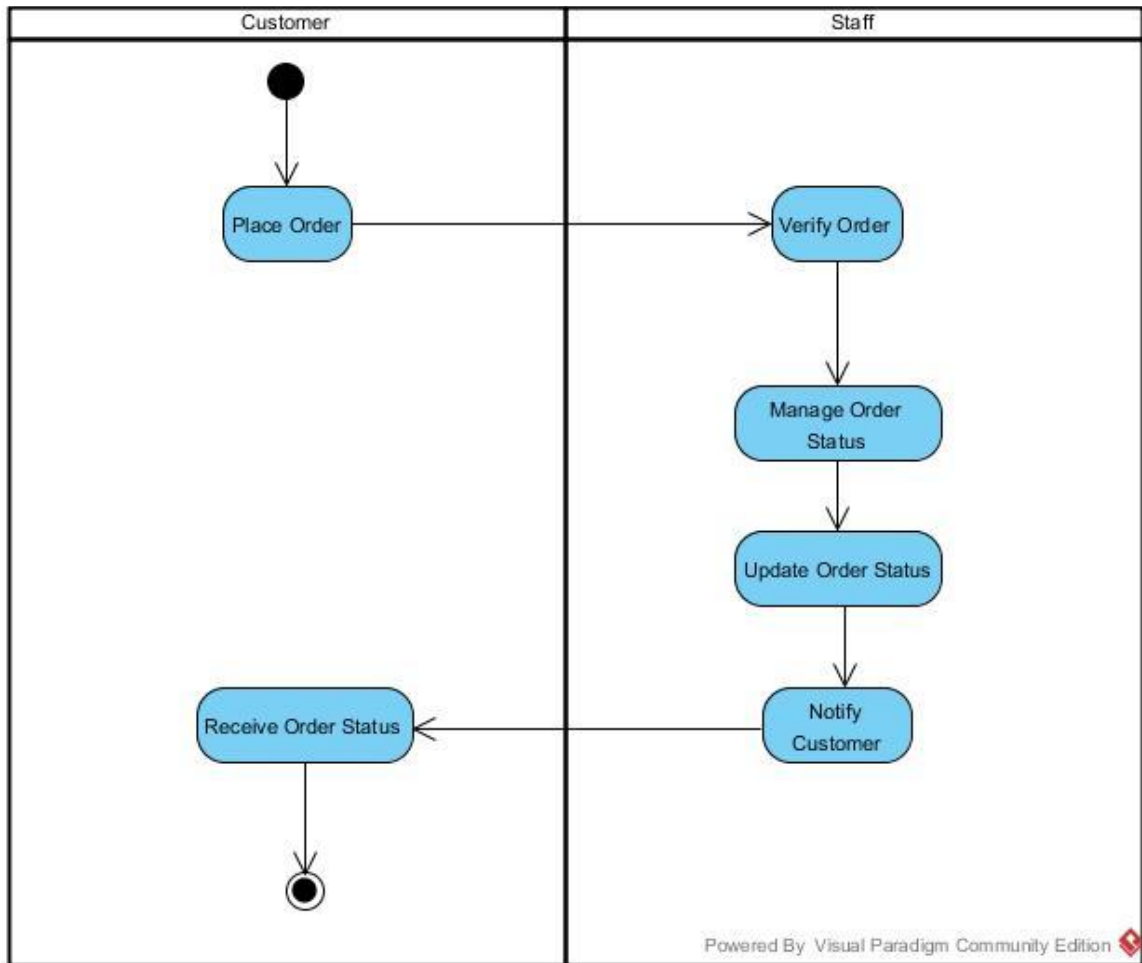 Customer
Staff
Place Order
Verify Order
Manage Order
Status
Update Order Status
Notify
Customer
Receive Order Status
Powered By Visual Paradigm Community Edition